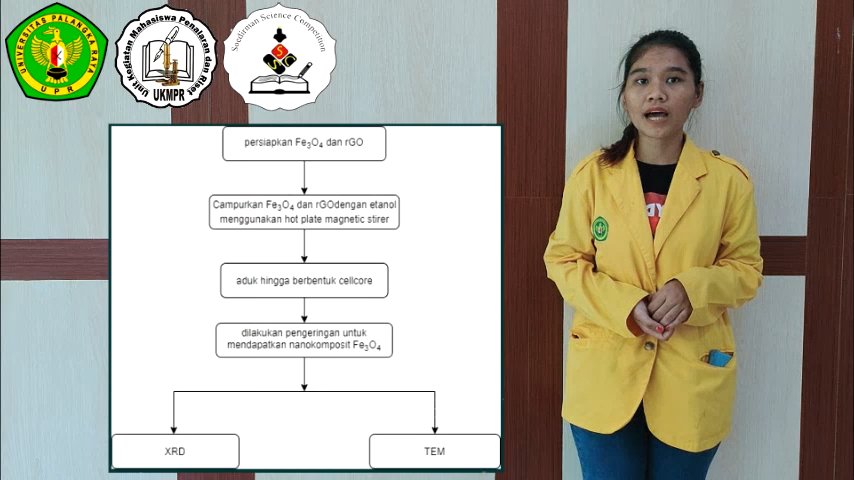 UNIVERSITAS PALANGKA RAYA
UPR
Unit Kegiatan Mahasiswa Penalaran dan Riset
UKMPR
Soedirman Science Competition
S
S C
persiapkan Fe₃O₄ dan rGO
Campurkan Fe₃O₄ dan rGOdengan etanol
menggunakan hot plate magnetic stirer
aduk hingga berbentuk cellcore
dilakukan pengeringan untuk
mendapatkan nanokomposit Fe₃O₄
XRD
TEM